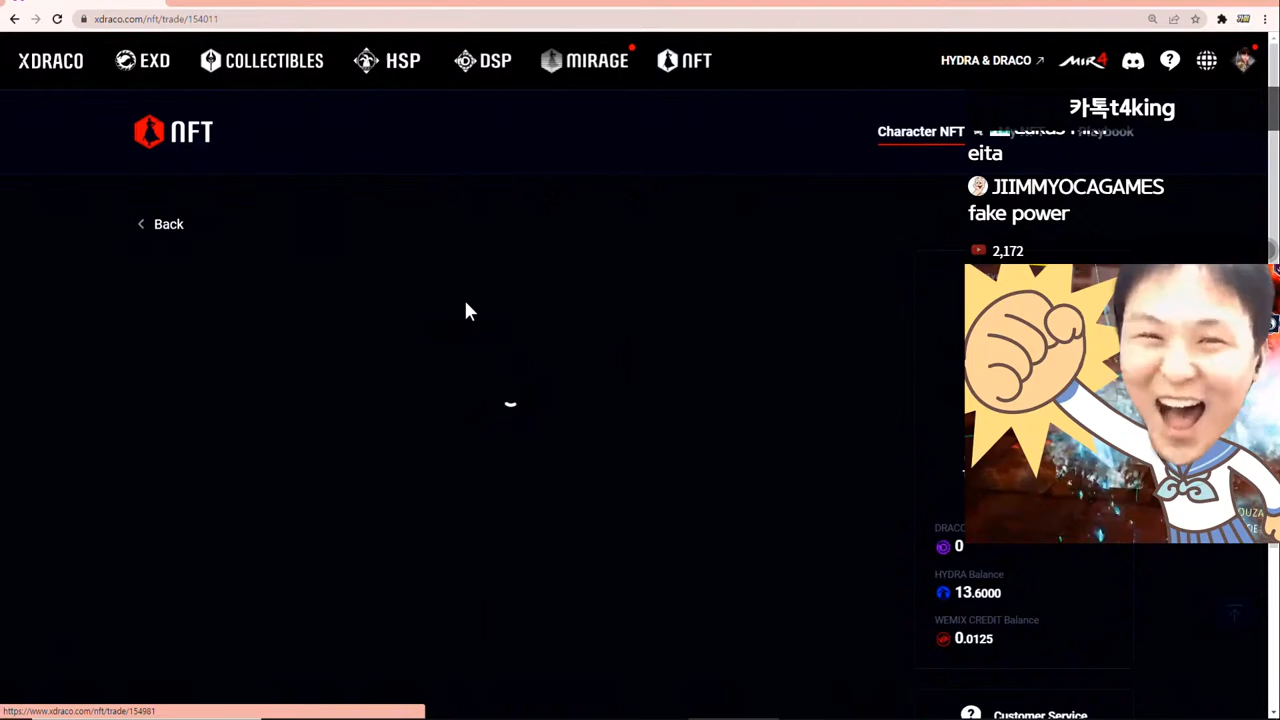 xdraco.com/nft/trade/154011
XDRACO EXD COLLECTIBLES HSP DSP MIRAGE NFT HYDRA & DRACO ↗ MIR4
카톡t4king
NFT
Character NFT
eita
JIIMMYOCAGAMES
fake power
Back
2,172
DRACO
0
HYDRA Balance
13.6000
WEMIX CREDIT Balance
0.0125
Customer Service
https://www.xdraco.com/nft/trade/154981